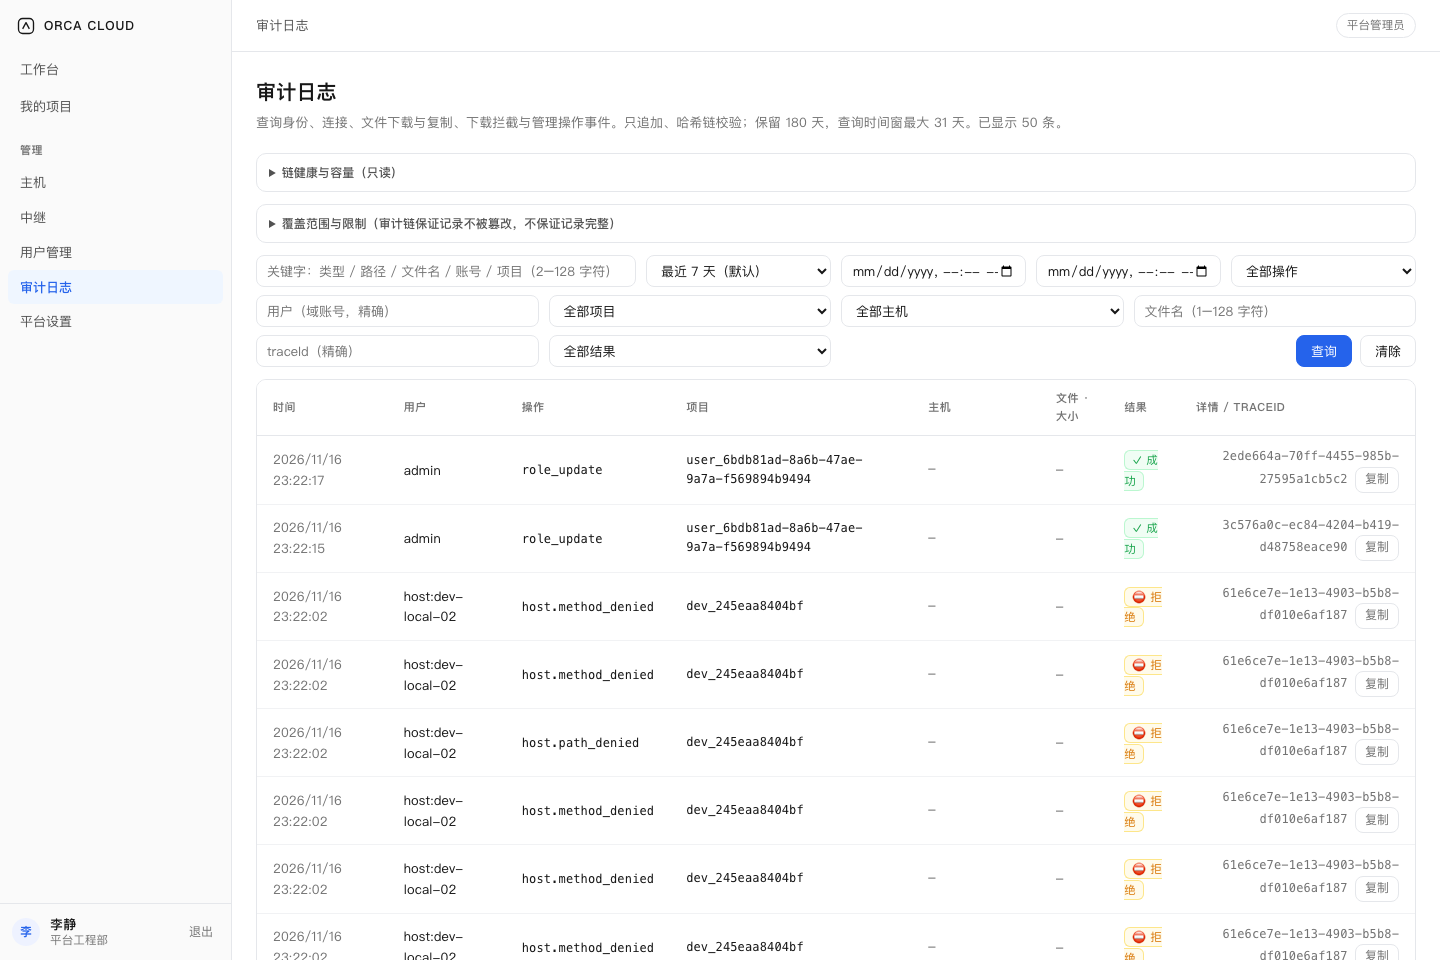 ORCA CLOUD
工作台
我的项目
管理
主机
中继
用户管理
审计日志
平台设置
李
李静
平台工程部
退出
审计日志
平台管理员
审计日志
查询身份、连接、文件下载与复制、下载拦截与管理操作事件。只追加、哈希链校验；保留 180 天，查询时间窗最大 31 天。已显示 50 条。
▶ 链健康与容量（只读）
▶ 覆盖范围与限制（审计链保证记录不被篡改，不保证记录完整）
关键字：类型 / 路径 / 文件名 / 账号 / 项目（2—128 字符） 最近 7 天（默认） mm/dd/yyyy, --:-- -- mm/dd/yyyy, --:-- -- 全部操作
用户（域账号，精确） 全部项目 全部主机 文件名（1—128 字符）
traceId（精确） 全部结果 查询 清除
时间 用户 操作 项目 主机 文件 · 大小 结果 详情 / TRACEID
2026/11/16 admin role_update user_6bdb81ad-8a6b-47ae- — — ✓ 成 2ede664a-70ff-4455-985b-
23:22:17 9a7a-f569894b9494 功 27595a1cb5c2 复制
2026/11/16 admin role_update user_6bdb81ad-8a6b-47ae- — — ✓ 成 3c576a0c-ec84-4204-b419-
23:22:15 9a7a-f569894b9494 功 d48758eace90 复制
2026/11/16 host:dev- host.method_denied dev_245eaa8404bf — — ⛔ 拒 61e6ce7e-1e13-4903-b5b8-
23:22:02 local-02 绝 df010e6af187 复制
2026/11/16 host:dev- host.method_denied dev_245eaa8404bf — — ⛔ 拒 61e6ce7e-1e13-4903-b5b8-
23:22:02 local-02 绝 df010e6af187 复制
2026/11/16 host:dev- host.path_denied dev_245eaa8404bf — — ⛔ 拒 61e6ce7e-1e13-4903-b5b8-
23:22:02 local-02 绝 df010e6af187 复制
2026/11/16 host:dev- host.method_denied dev_245eaa8404bf — — ⛔ 拒 61e6ce7e-1e13-4903-b5b8-
23:22:02 local-02 绝 df010e6af187 复制
2026/11/16 host:dev- host.method_denied dev_245eaa8404bf — — ⛔ 拒 61e6ce7e-1e13-4903-b5b8-
23:22:02 local-02 绝 df010e6af187 复制
2026/11/16 host:dev- host.method_denied dev_245eaa8404bf — — ⛔ 拒 61e6ce7e-1e13-4903-b5b8-
23:22:02 local-02 绝 df010e6af187 复制